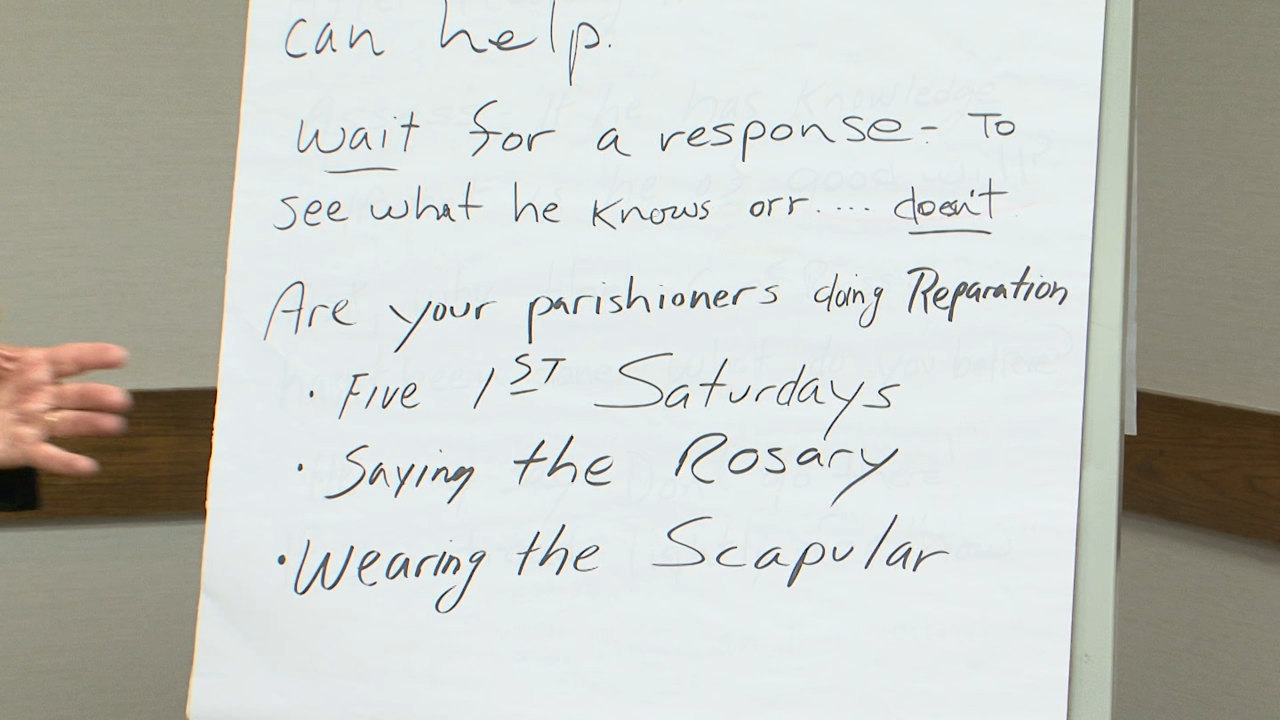 can help.
wait for a response - To
see what he knows orr.... doesn't
Are your parishioners doing Reparation
· Five 1ST Saturdays
· Saying the Rosary
· Wearing the Scapular